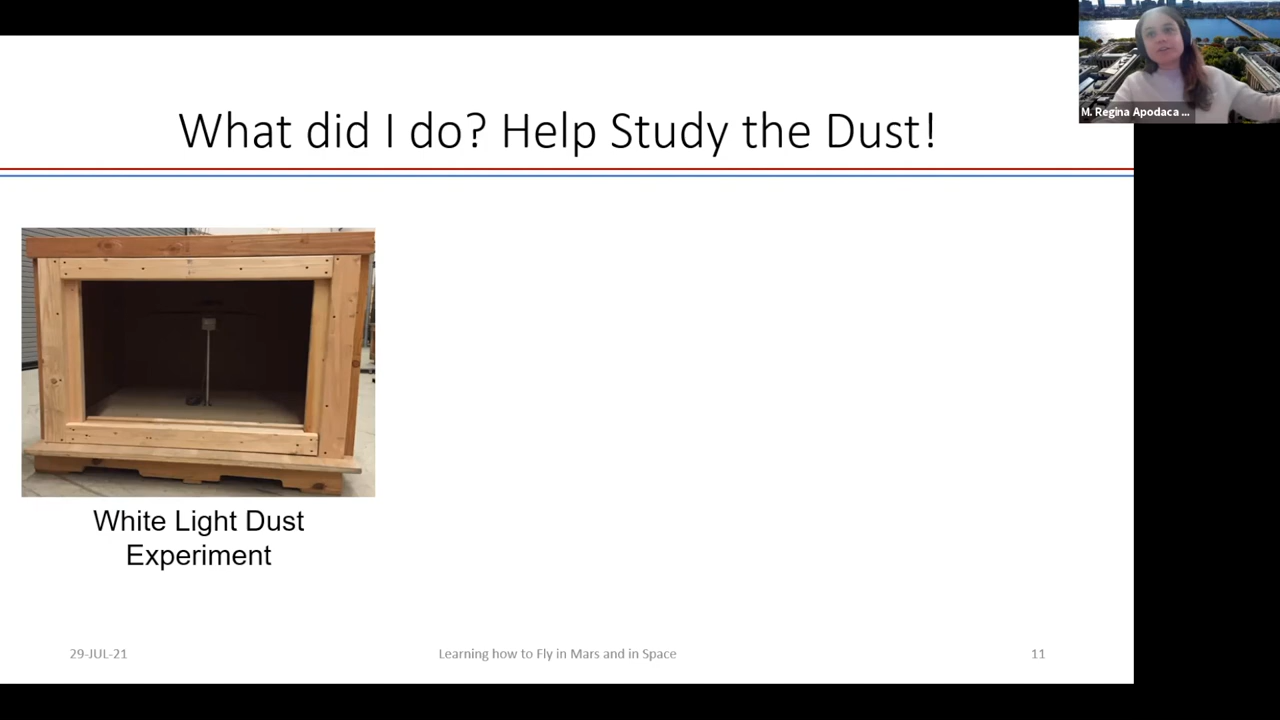 M. Regina Apodaca ...
What did I do? Help Study the Dust!
White Light Dust
Experiment
29-JUL-21
Learning how to Fly in Mars and in Space
11